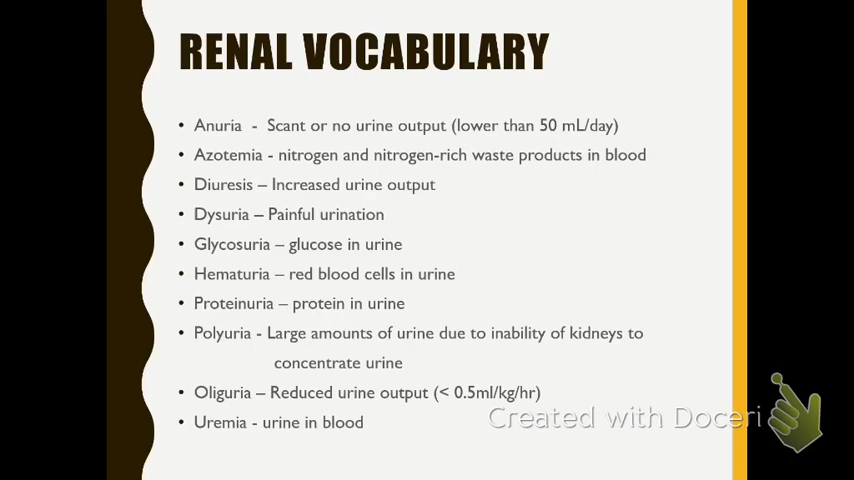 RENAL VOCABULARY
• Anuria - Scant or no urine output (lower than 50 mL/day)
• Azotemia - nitrogen and nitrogen-rich waste products in blood
• Diuresis – Increased urine output
• Dysuria – Painful urination
• Glycosuria – glucose in urine
• Hematuria – red blood cells in urine
• Proteinuria – protein in urine
• Polyuria - Large amounts of urine due to inability of kidneys to
concentrate urine
• Oliguria – Reduced urine output (< 0.5ml/kg/hr)
Created with Doceri
• Uremia - urine in blood